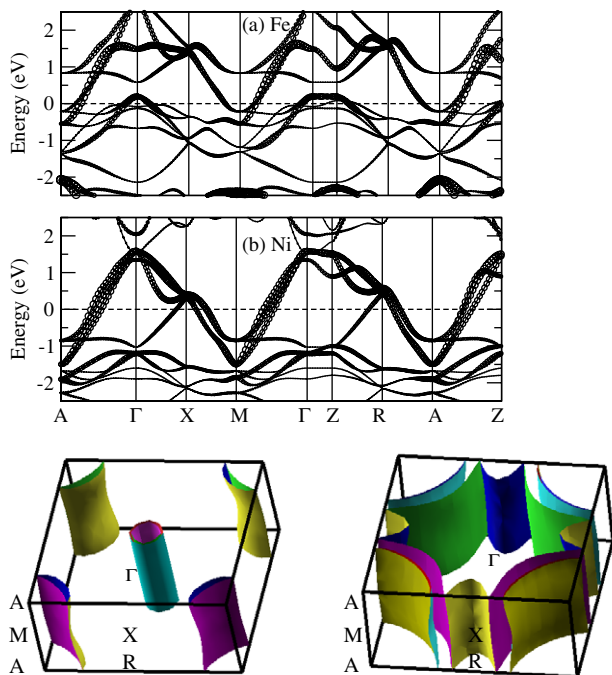 2
(a) Fe
1
0
-1
-2
Energy (eV)
2
(b) Ni
1
0
-1
-2
Energy (eV)
A Γ X M Γ Z R A Z
Γ
A
M X
A R
Γ
A
M X
A R